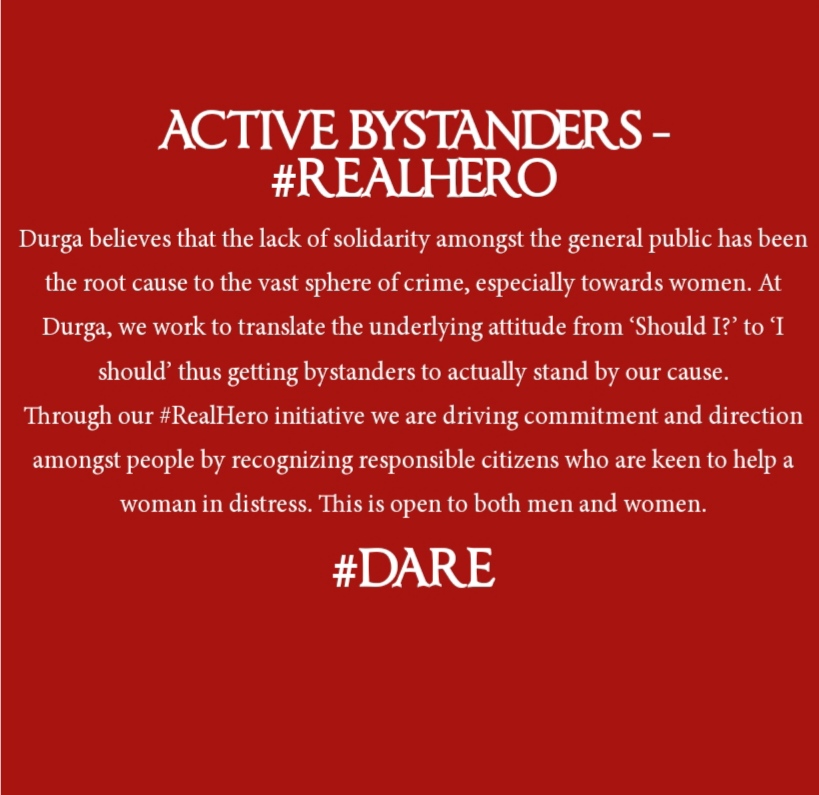 ACTIVE BYSTANDERS –
#REALHERO
Durga believes that the lack of solidarity amongst the general public has been
the root cause to the vast sphere of crime, especially towards women. At
Durga, we work to translate the underlying attitude from ‘Should I?’ to ‘I
should’ thus getting bystanders to actually stand by our cause.
Through our #RealHero initiative we are driving commitment and direction
amongst people by recognizing responsible citizens who are keen to help a
woman in distress. This is open to both men and women.
#DARE